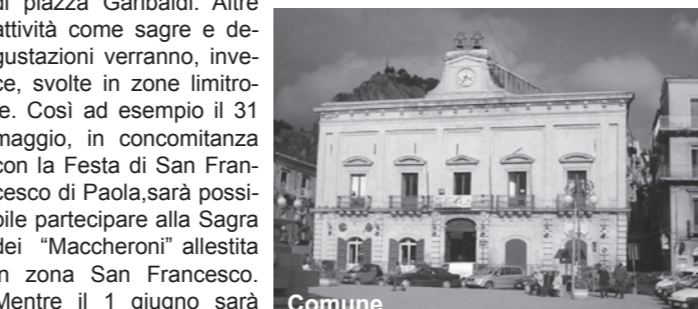 di piazza Garibaldi. Altre
attività come sagre e de-
gustazioni verranno, inve-
ce, svolte in zone limitro-
fe. Così ad esempio il 31
maggio, in concomitanza
con la Festa di San Fran-
cesco di Paola,sarà possi-
bile partecipare alla Sagra
dei “Maccheroni” allestita
in zona San Francesco.
Mentre il 1 giugno sarà
Comune